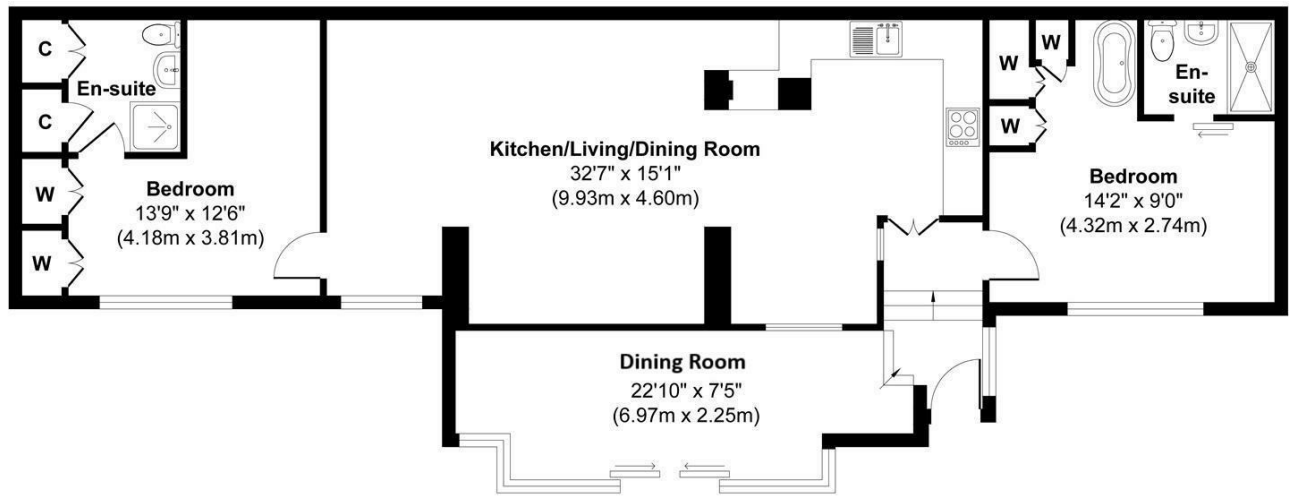 C
En-suite
C
W
W
Bedroom
13'9" x 12'6"
(4.18m x 3.81m)
Kitchen/Living/Dining Room
32'7" x 15'1"
(9.93m x 4.60m)
W
W
W
En-
suite
Bedroom
14'2" x 9'0"
(4.32m x 2.74m)
Dining Room
22'10" x 7'5"
(6.97m x 2.25m)